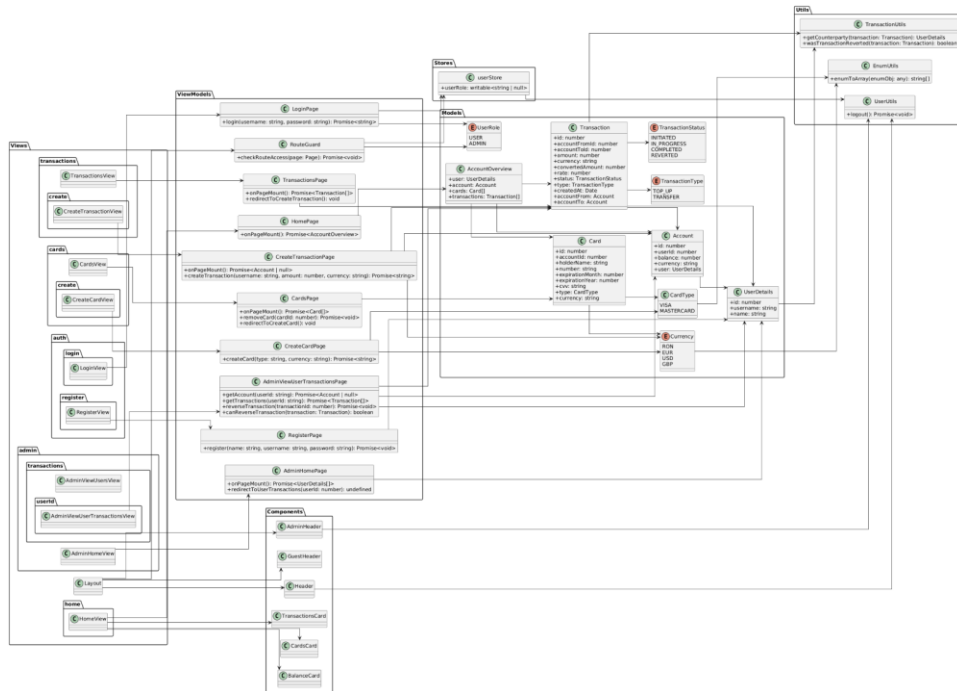 Utils
C TransactionUtils
+getCounterparty(transaction: Transaction): UserDetails
+wasTransactionReverted(transaction: Transaction): boolean
C EnumUtils
+enumToArray(enumObj: any): string[]
C UserUtils
+logout(): Promise<void>
Stores
C userStore
+userRole: writable<string | null>
ViewModels
C LoginPage
+login(username: string, password: string): Promise<string>
C RouteGuard
+checkRouteAccess(page: Page): Promise<void>
C TransactionsPage
+onPageMount(): Promise<Transaction[]>
+redirectToCreateTransaction(): void
C HomePage
+onPageMount(): Promise<AccountOverview>
C CreateTransactionPage
+onPageMount(): Promise<Account | null>
+createTransaction(username: string, amount: number, currency: string): Promise<string>
C CardsPage
+onPageMount(): Promise<Card[]>
+removeCard(cardId: number): Promise<void>
+redirectToCreateCard(): void
C CreateCardPage
+createCard(type: string, currency: string): Promise<string>
C AdminViewUserTransactionsPage
+getAccount(userId: string): Promise<Account | null>
+getTransactions(userId: string): Promise<Transaction[]>
+reverseTransaction(transactionId: number): Promise<void>
+canReverseTransaction(transaction: Transaction): boolean
C RegisterPage
+register(name: string, username: string, password: string): Promise<void>
C AdminHomePage
+onPageMount(): Promise<UserDetails[]>
+redirectToUserTransactions(userId: number): undefined
Models
E UserRole
USER
ADMIN
C AccountOverview
+user: UserDetails
+account: Account
+cards: Card[]
+transactions: Transaction[]
C Transaction
+id: number
+accountFromId: number
+accountToId: number
+amount: number
+currency: string
+convertedAmount: number
+rate: number
+status: TransactionStatus
+type: TransactionType
+createdAt: Date
+accountFrom: Account
+accountTo: Account
E TransactionStatus
INITIATED
IN_PROGRESS
COMPLETED
REVERTED
E TransactionType
TOP_UP
TRANSFER
C Card
+id: number
+accountId: number
+holderName: string
+number: string
+expirationMonth: number
+expirationYear: number
+cvv: string
+type: CardType
+currency: string
C Account
+id: number
+userId: number
+balance: number
+currency: string
+user: UserDetails
E CardType
VISA
MASTERCARD
C UserDetails
+id: number
+username: string
+name: string
E Currency
RON
EUR
USD
GBP
Views
transactions
C TransactionsView
create
C CreateTransactionView
cards
C CardsView
create
C CreateCardView
auth
login
C LoginView
register
C RegisterView
admin
transactions
C AdminViewUsersView
userId
C AdminViewUserTransactionsView
C AdminHomeView
C Layout
home
C HomeView
Components
C AdminHeader
C GuestHeader
C Header
C TransactionsCard
C CardsCard
C BalanceCard